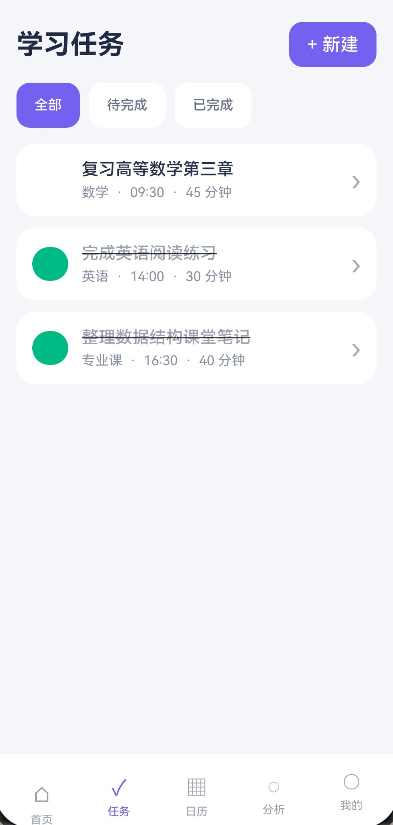 学习任务
+ 新建
全部
待完成
已完成
复习高等数学第三章
数学 · 09:30 · 45 分钟
完成英语阅读练习
英语 · 14:00 · 30 分钟
整理数据结构课堂笔记
专业课 · 16:30 · 40 分钟
首页
任务
日历
分析
我的